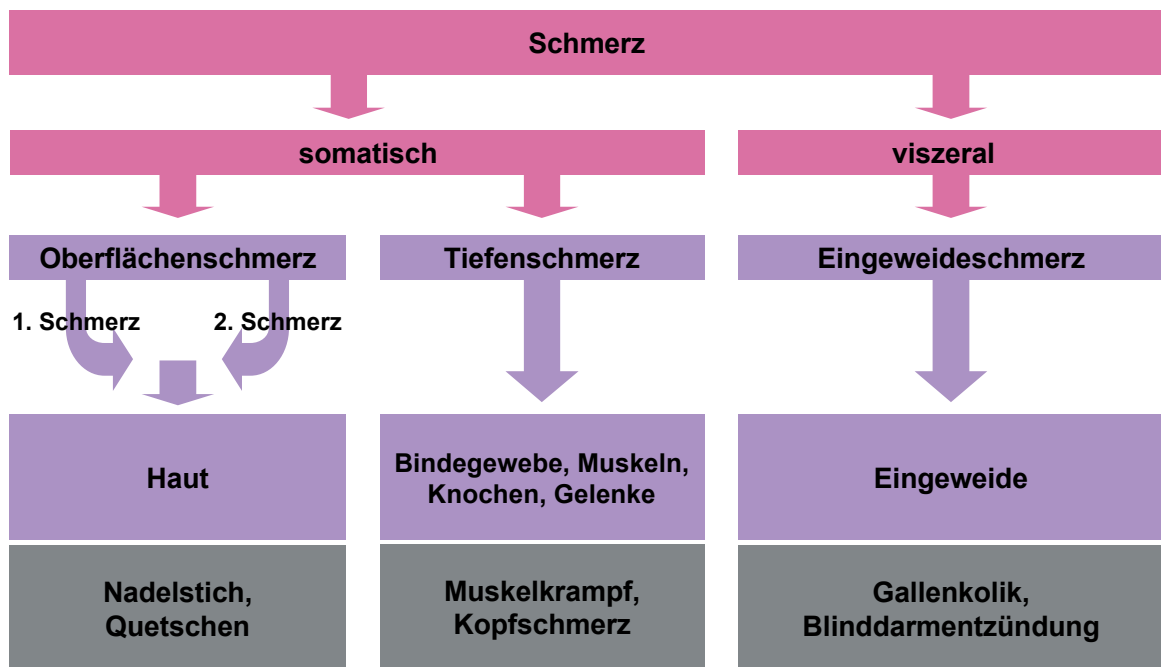 Schmerz
somatisch
viszeral
Oberflächenschmerz
Tiefenschmerz
Eingeweideschmerz
1. Schmerz
2. Schmerz
Haut
Bindegewebe, Muskeln,
Knochen, Gelenke
Eingeweide
Nadelstich,
Quetschen
Muskelkrampf,
Kopfschmerz
Gallenkolik,
Blinddarmentzündung